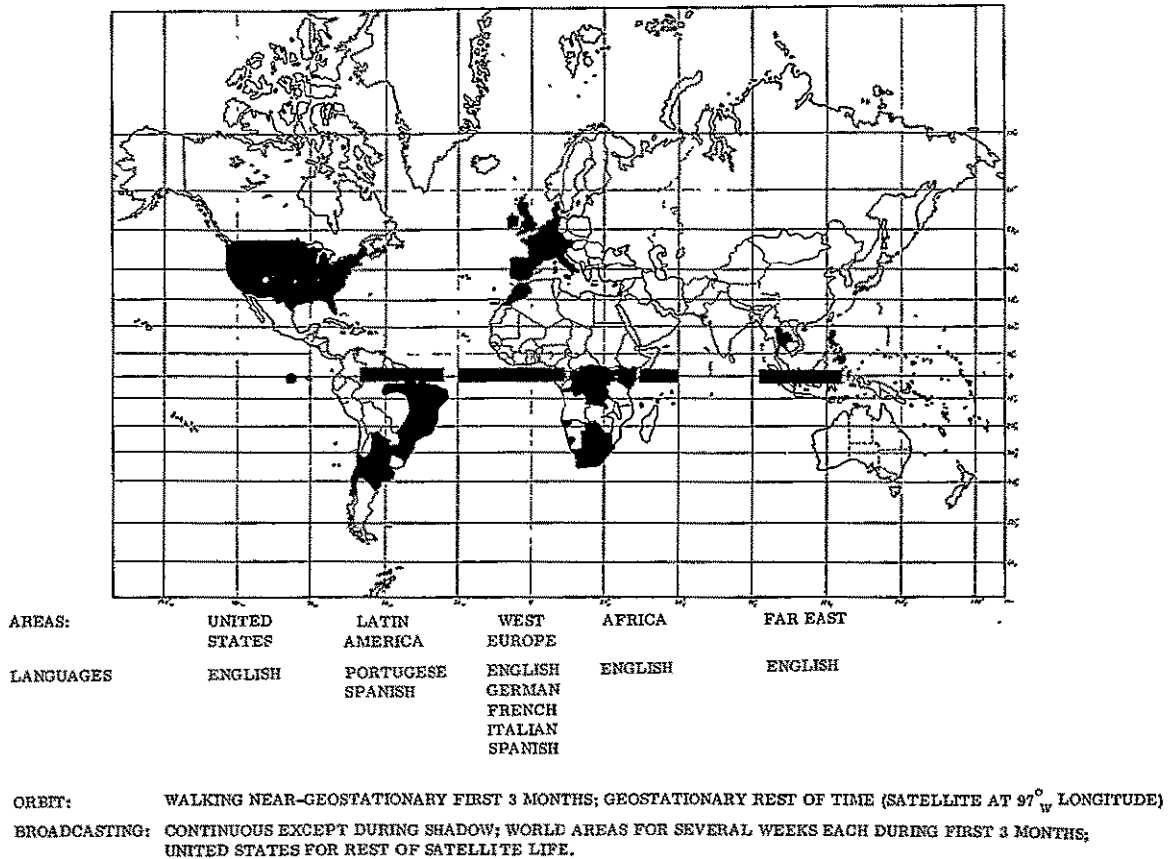 AREAS: UNITED STATES LATIN AMERICA WEST EUROPE AFRICA FAR EAST
LANGUAGES ENGLISH PORTUGESE SPANISH ENGLISH GERMAN FRENCH ITALIAN SPANISH ENGLISH ENGLISH
ORBIT: WALKING NEAR-GEOSTATIONARY FIRST 3 MONTHS; GEOSTATIONARY REST OF TIME (SATELLITE AT 97°W LONGITUDE)
BROADCASTING: CONTINUOUS EXCEPT DURING SHADOW; WORLD AREAS FOR SEVERAL WEEKS EACH DURING FIRST 3 MONTHS;
UNITED STATES FOR REST OF SATELLITE LIFE.